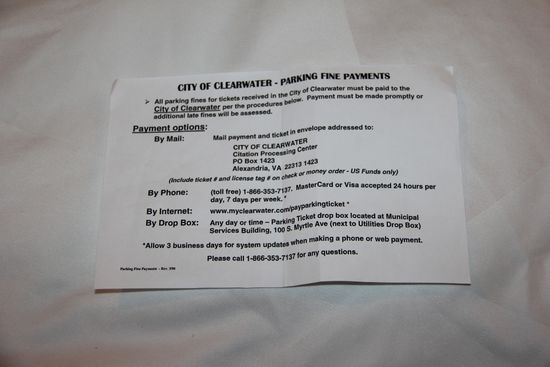 CITY OF CLEARWATER - PARKING FINE PAYMENTS
➢ All parking fines for tickets received in the City of Clearwater must be paid to the
City of Clearwater per the procedures below. Payment must be made promptly or
additional late fines will be assessed.
Payment options:
By Mail: Mail payment and ticket in envelope addressed to:
CITY OF CLEARWATER
Citation Processing Center
PO Box 1423
Alexandria, VA 22313 1423
(Include ticket # and license tag # on check or money order - US Funds only)
By Phone: (toll free) 1-866-353-7137. MasterCard or Visa accepted 24 hours per
day, 7 days per week.*
By Internet: www.myclearwater.com/payparkingticket *
By Drop Box: Any day or time – Parking Ticket drop box located at Municipal
Services Building, 100 S. Myrtle Ave (next to Utilities Drop Box)
*Allow 3 business days for system updates when making a phone or web payment.
Please call 1-866-353-7137 for any questions.
Parking Fine Payments - Rev.